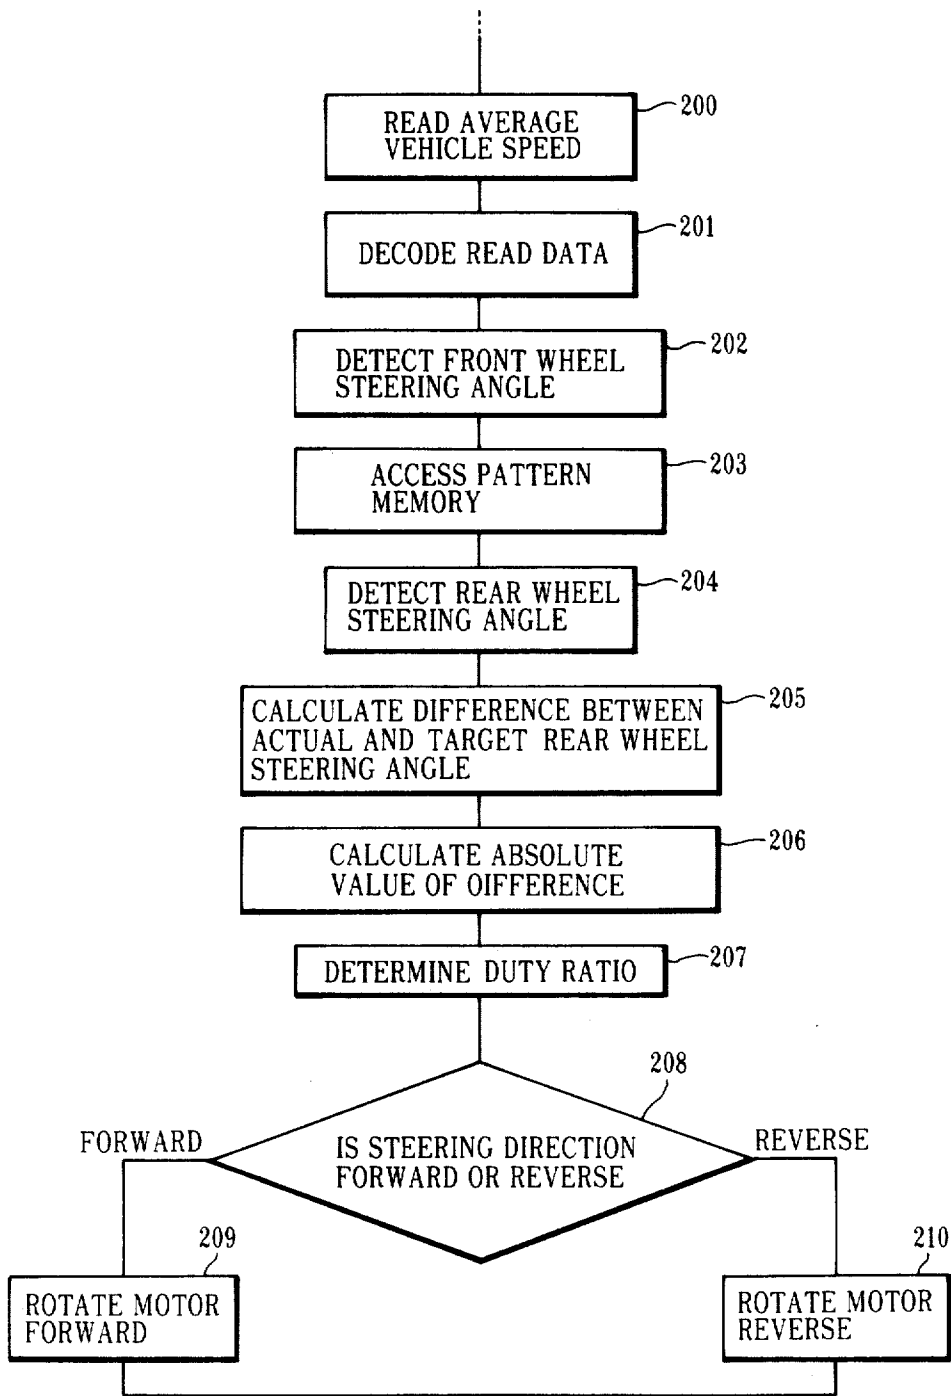 200
READ AVERAGE
VEHICLE SPEED
201
DECODE READ DATA
202
DETECT FRONT WHEEL
STEERING ANGLE
203
ACCESS PATTERN
MEMORY
204
DETECT REAR WHEEL
STEERING ANGLE
205
CALCULATE DIFFERENCE BETWEEN
ACTUAL AND TARGET REAR WHEEL
STEERING ANGLE
206
CALCULATE ABSOLUTE
VALUE OF OIFFERENCE
207
DETERMINE DUTY RATIO
208
FORWARD
IS STEERING DIRECTION
FORWARD OR REVERSE
REVERSE
209
ROTATE MOTOR
FORWARD
210
ROTATE MOTOR
REVERSE